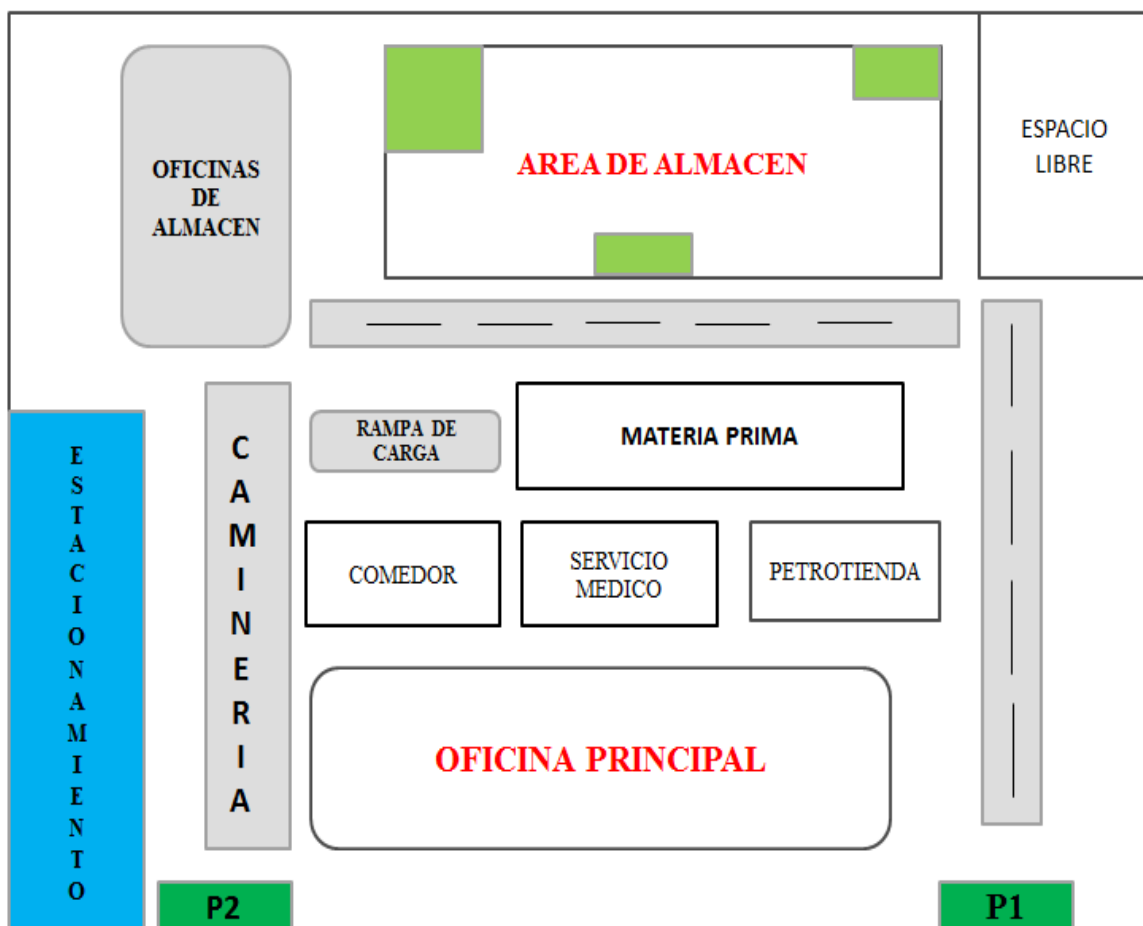 OFICINAS
DE
ALMACEN
AREA DE ALMACEN
ESPACIO
LIBRE
RAMPA DE
CARGA
MATERIA PRIMA
ESTACIONAMIENTO
CAMINERIA
COMEDOR
SERVICIO
MEDICO
PETROTIENDA
OFICINA PRINCIPAL
P2
P1